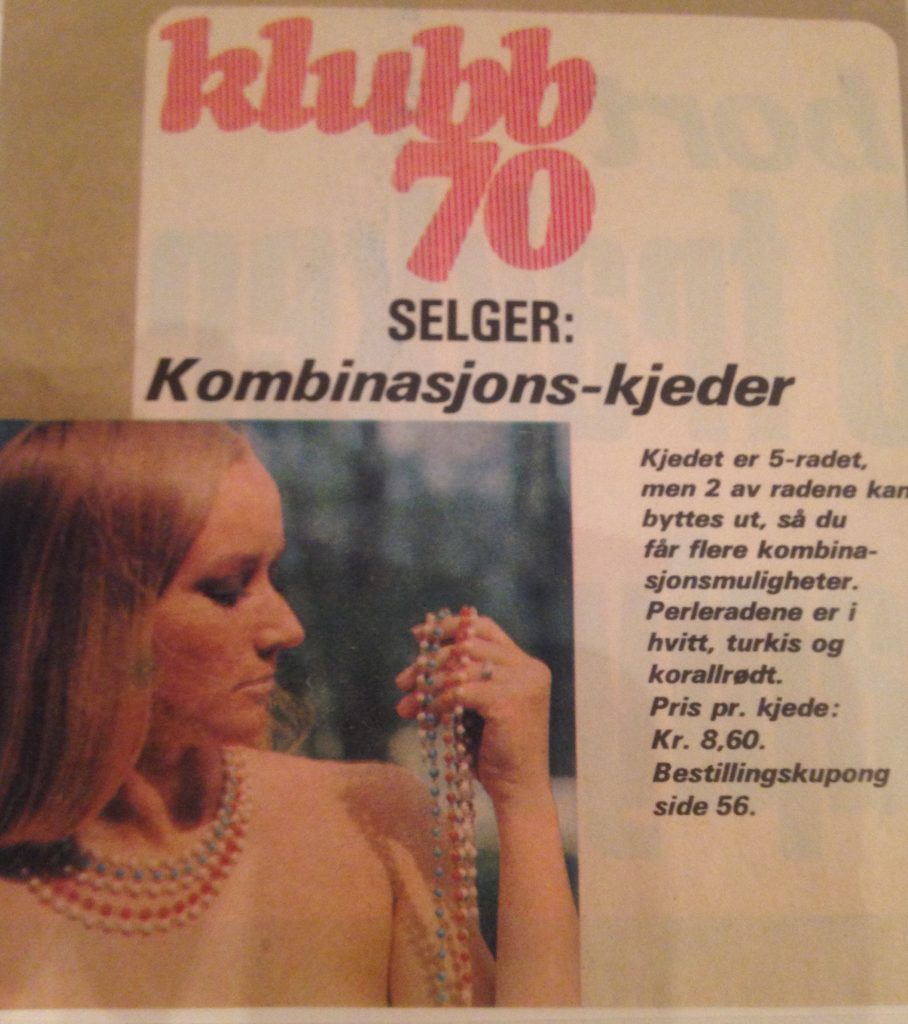 klubb
70
SELGER:
Kombinasjons-kjeder
Kjedet er 5-radet,
men 2 av radene kan
byttes ut, så du
får flere kombina-
sjonsmuligheter.
Perleradene er i
hvitt, turkis og
korallrødt.
Pris pr. kjede:
Kr. 8,60.
Bestillingskupong
side 56.